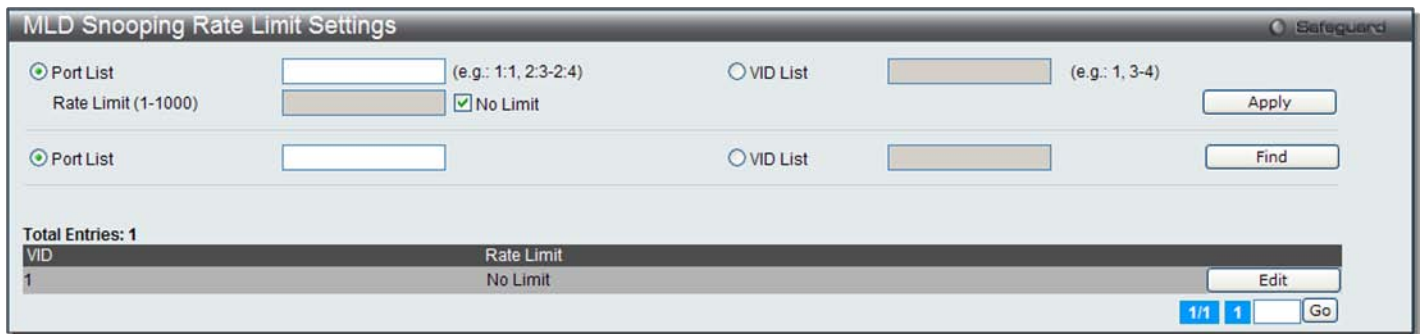 MLD Snooping Rate Limit Settings Safeguard
Port List (e.g.: 1:1, 2:3-2:4) VID List (e.g.: 1, 3-4)
Rate Limit (1-1000) No Limit Apply
Port List VID List Find
Total Entries: 1
VID Rate Limit
1 No Limit Edit
1/1 1 Go